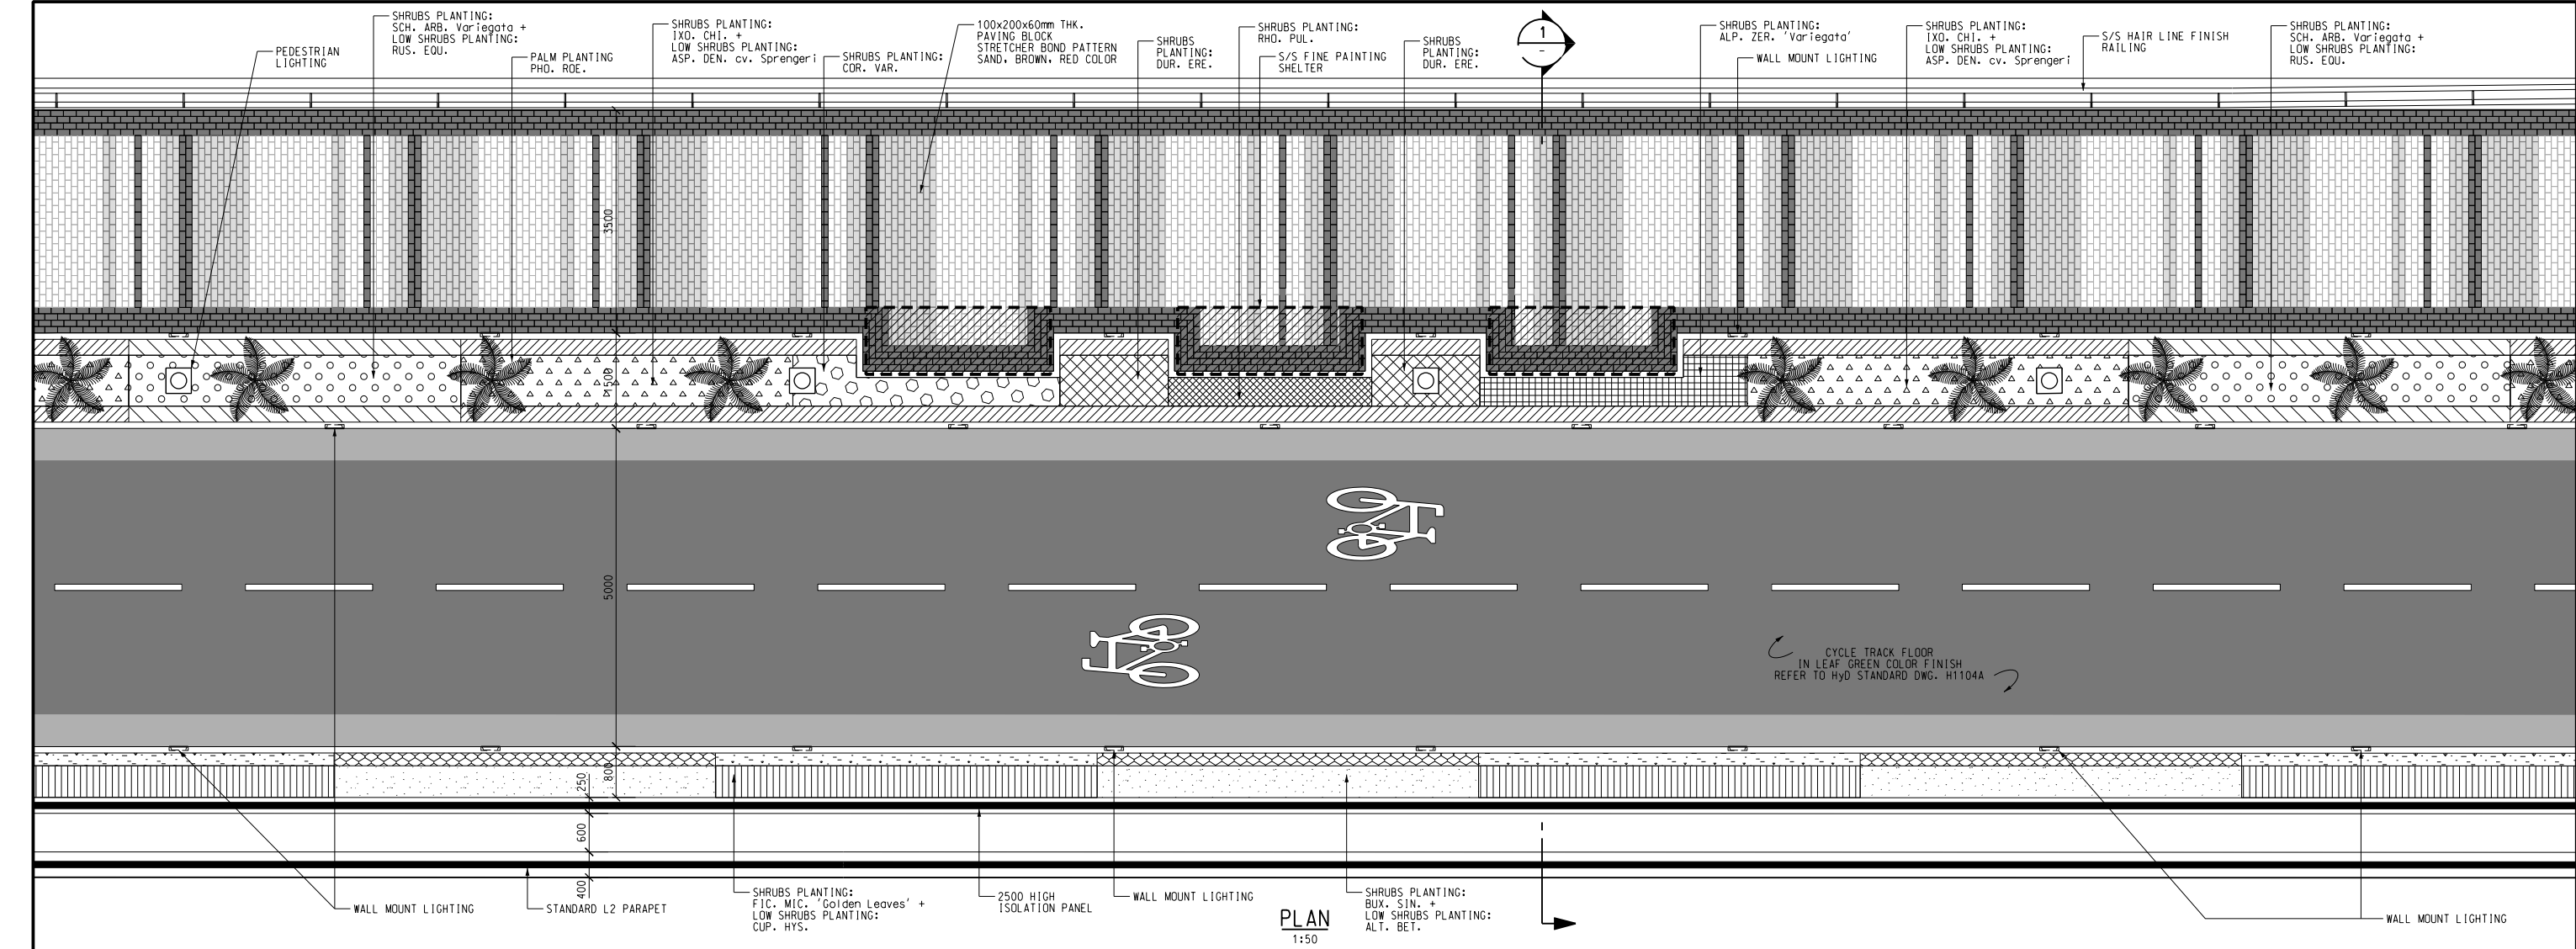 PEDESTRIAN
LIGHTING
SHRUBS PLANTING:
SCH. ARB. Variegata +
LOW SHRUBS PLANTING:
RUS. EQU.
PALM PLANTING
PHO. ROE.
SHRUBS PLANTING:
IXO. CHI. +
LOW SHRUBS PLANTING:
ASP. DEN. cv. Sprengeri
SHRUBS PLANTING:
COR. VAR.
100x200x60mm THK.
PAVING BLOCK
STRETCHER BOND PATTERN
SAND, BROWN, RED COLOR
SHRUBS
PLANTING:
DUR. ERE.
SHRUBS PLANTING:
RHO. PUL.
S/S FINE PAINTING
SHELTER
SHRUBS
PLANTING:
DUR. ERE.
1
-
SHRUBS PLANTING:
ALP. ZER. 'Variegata'
WALL MOUNT LIGHTING
SHRUBS PLANTING:
IXO. CHI. +
LOW SHRUBS PLANTING:
ASP. DEN. cv. Sprengeri
S/S HAIR LINE FINISH
RAILING
SHRUBS PLANTING:
SCH. ARB. Variegata +
LOW SHRUBS PLANTING:
RUS. EQU.
3500
1500
5000
CYCLE TRACK FLOOR
IN LEAF GREEN COLOR FINISH
REFER TO HyD STANDARD DWG. H1104A
800
250
600
400
WALL MOUNT LIGHTING
STANDARD L2 PARAPET
SHRUBS PLANTING:
FIC. MIC. 'Golden Leaves' +
LOW SHRUBS PLANTING:
CUP. HYS.
2500 HIGH
ISOLATION PANEL
WALL MOUNT LIGHTING
SHRUBS PLANTING:
BUX. SIN. +
LOW SHRUBS PLANTING:
ALT. BET.
WALL MOUNT LIGHTING
PLAN
1:50